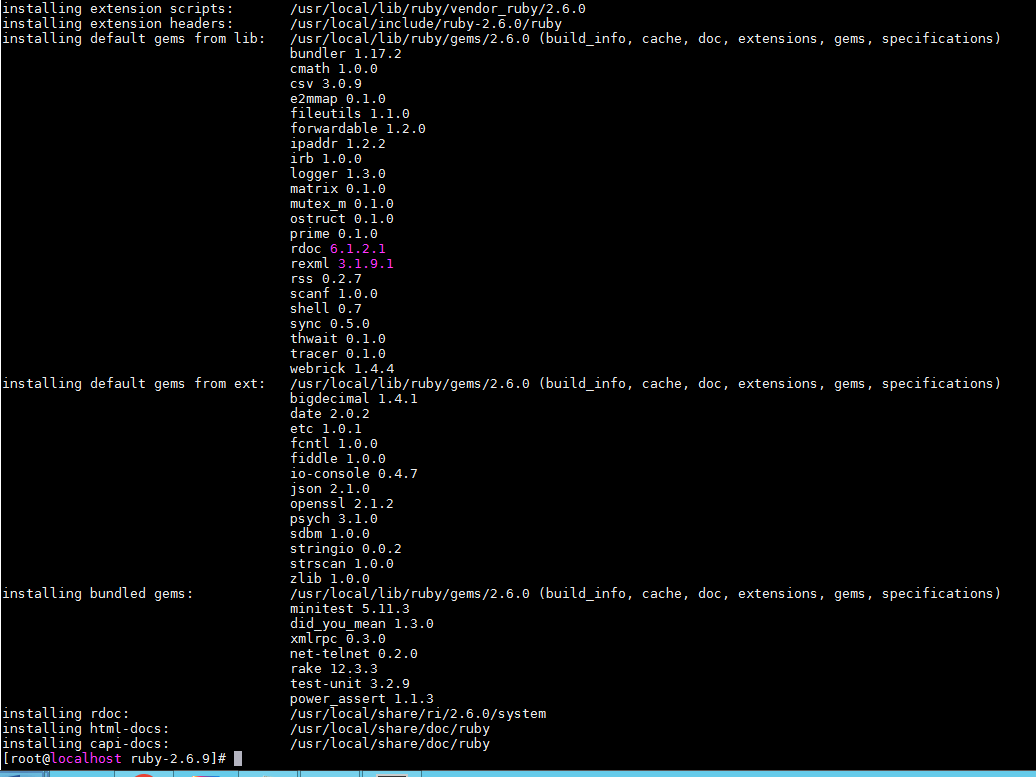 installing extension scripts: /usr/local/lib/ruby/vendor_ruby/2.6.0
installing extension headers: /usr/local/include/ruby-2.6.0/ruby
installing default gems from lib: /usr/local/lib/ruby/gems/2.6.0 (build_info, cache, doc, extensions, gems, specifications)
bundler 1.17.2
cmath 1.0.0
csv 3.0.9
e2mmap 0.1.0
fileutils 1.1.0
forwardable 1.2.0
ipaddr 1.2.2
irb 1.0.0
logger 1.3.0
matrix 0.1.0
mutex_m 0.1.0
ostruct 0.1.0
prime 0.1.0
rdoc 6.1.2.1
rexml 3.1.9.1
rss 0.2.7
scanf 1.0.0
shell 0.7
sync 0.5.0
thwait 0.1.0
tracer 0.1.0
webrick 1.4.4
installing default gems from ext: /usr/local/lib/ruby/gems/2.6.0 (build_info, cache, doc, extensions, gems, specifications)
bigdecimal 1.4.1
date 2.0.2
etc 1.0.1
fcntl 1.0.0
fiddle 1.0.0
io-console 0.4.7
json 2.1.0
openssl 2.1.2
psych 3.1.0
sdbm 1.0.0
stringio 0.0.2
strscan 1.0.0
zlib 1.0.0
installing bundled gems: /usr/local/lib/ruby/gems/2.6.0 (build_info, cache, doc, extensions, gems, specifications)
minitest 5.11.3
did_you_mean 1.3.0
xmlrpc 0.3.0
net-telnet 0.2.0
rake 12.3.3
test-unit 3.2.9
power_assert 1.1.3
installing rdoc: /usr/local/share/ri/2.6.0/system
installing html-docs: /usr/local/share/doc/ruby
installing capi-docs: /usr/local/share/doc/ruby
[root@localhost ruby-2.6.9]#